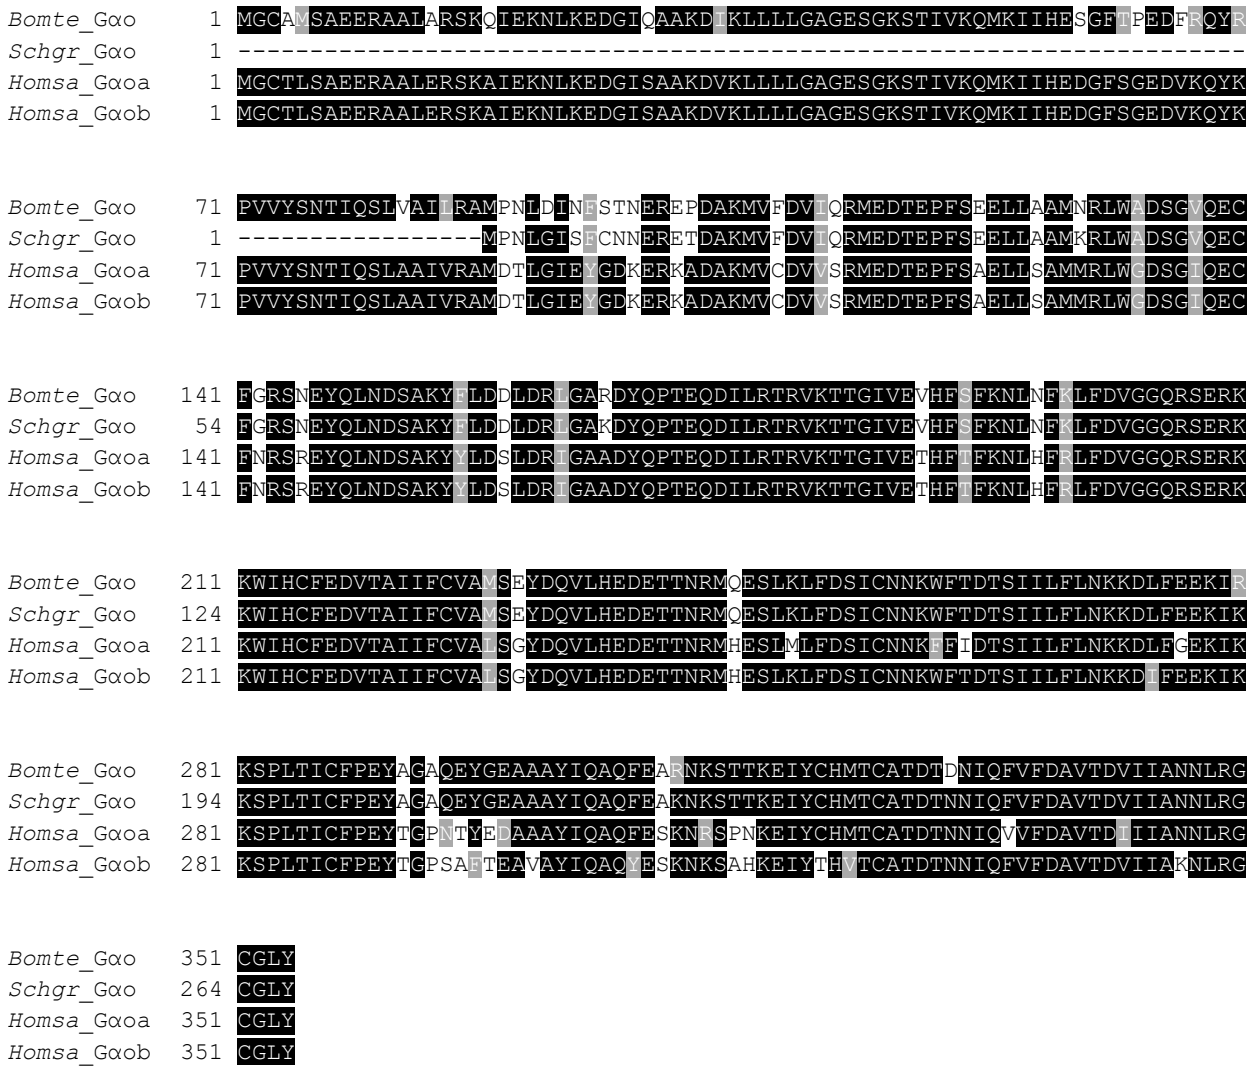 Bomte_Gαo 1 MGCAMSAEERAALARSKQIEKNLKEDGIQAAKDIKLLLLGAGESGKSTIVKQMKIIHESGFTPEDFRQYR
Schgr_Gαo 1 ----------------------------------------------------------------------
Homsa_Gαoa 1 MGCTLSAEERAALERSKAIEKNLKEDGISAAKDVKLLLLGAGESGKSTIVKQMKIIHEDGFSGEDVKQYK
Homsa_Gαob 1 MGCTLSAEERAALERSKAIEKNLKEDGISAAKDVKLLLLGAGESGKSTIVKQMKIIHEDGFSGEDVKQYK
Bomte_Gαo 71 PVVYSNTIQSLVAILRAMPNLDINFSTNEREPDAKMVFDVIQRMEDTEPFSEELLAAMNRLWADSGVQEC
Schgr_Gαo 1 -----------------MPNLGISFCNNERETDAKMVFDVIQRMEDTEPFSEELLAAMKRLWADSGVQEC
Homsa_Gαoa 71 PVVYSNTIQSLAAIVRAMDTLGIEYGDKERKADAKMVCDVVSRMEDTEPFSAELLSAMMRLWGDSGIQEC
Homsa_Gαob 71 PVVYSNTIQSLAAIVRAMDTLGIEYGDKERKADAKMVCDVVSRMEDTEPFSAELLSAMMRLWGDSGIQEC
Bomte_Gαo 141 FGRSNEYQLNDSAKYFLDDLDRLGARDYQPTEQDILRTRVKTTGIVEVHFSFKNLNFKLFDVGGQRSERK
Schgr_Gαo 54 FGRSNEYQLNDSAKYFLDDLDRLGAKDYQPTEQDILRTRVKTTGIVEVHFSFKNLNFKLFDVGGQRSERK
Homsa_Gαoa 141 FNRSREYQLNDSAKYYLDSLDRIGAADYQPTEQDILRTRVKTTGIVETHFTFKNLHFRLFDVGGQRSERK
Homsa_Gαob 141 FNRSREYQLNDSAKYYLDSLDRIGAADYQPTEQDILRTRVKTTGIVETHFTFKNLHFRLFDVGGQRSERK
Bomte_Gαo 211 KWIHCFEDVTAIIFCVAMSEYDQVLHEDETTNRMQESLKLFDSICNNKWFTDTSIILFLNKKDLFEEKIR
Schgr_Gαo 124 KWIHCFEDVTAIIFCVAMSEYDQVLHEDETTNRMQESLKLFDSICNNKWFTDTSIILFLNKKDLFEEKIK
Homsa_Gαoa 211 KWIHCFEDVTAIIFCVALSGYDQVLHEDETTNRMHESLMLFDSICNNKFFIDTSIILFLNKKDLFGEKIK
Homsa_Gαob 211 KWIHCFEDVTAIIFCVALSGYDQVLHEDETTNRMHESLKLFDSICNNKWFTDTSIILFLNKKDIFEEKIK
Bomte_Gαo 281 KSPLTICFPEYAGAQEYGEAAAYIQAQFEARNKSTTKEIYCHMTCATDTDNIQFVFDAVTDVIIANNLRG
Schgr_Gαo 194 KSPLTICFPEYAGAQEYGEAAAYIQAQFEAKNKSTTKEIYCHMTCATDTNNIQFVFDAVTDVIIANNLRG
Homsa_Gαoa 281 KSPLTICFPEYTGPNTYEDAAAYIQAQFESKNRSPNKEIYCHMTCATDTNNIQVVFDAVTDIIIANNLRG
Homsa_Gαob 281 KSPLTICFPEYTGPSAFTEAVAYIQAQYESKNKSAHKEIYTHVTCATDTNNIQFVFDAVTDVIIAKNLRG
Bomte_Gαo 351 CGLY
Schgr_Gαo 264 CGLY
Homsa_Gαoa 351 CGLY
Homsa_Gαob 351 CGLY